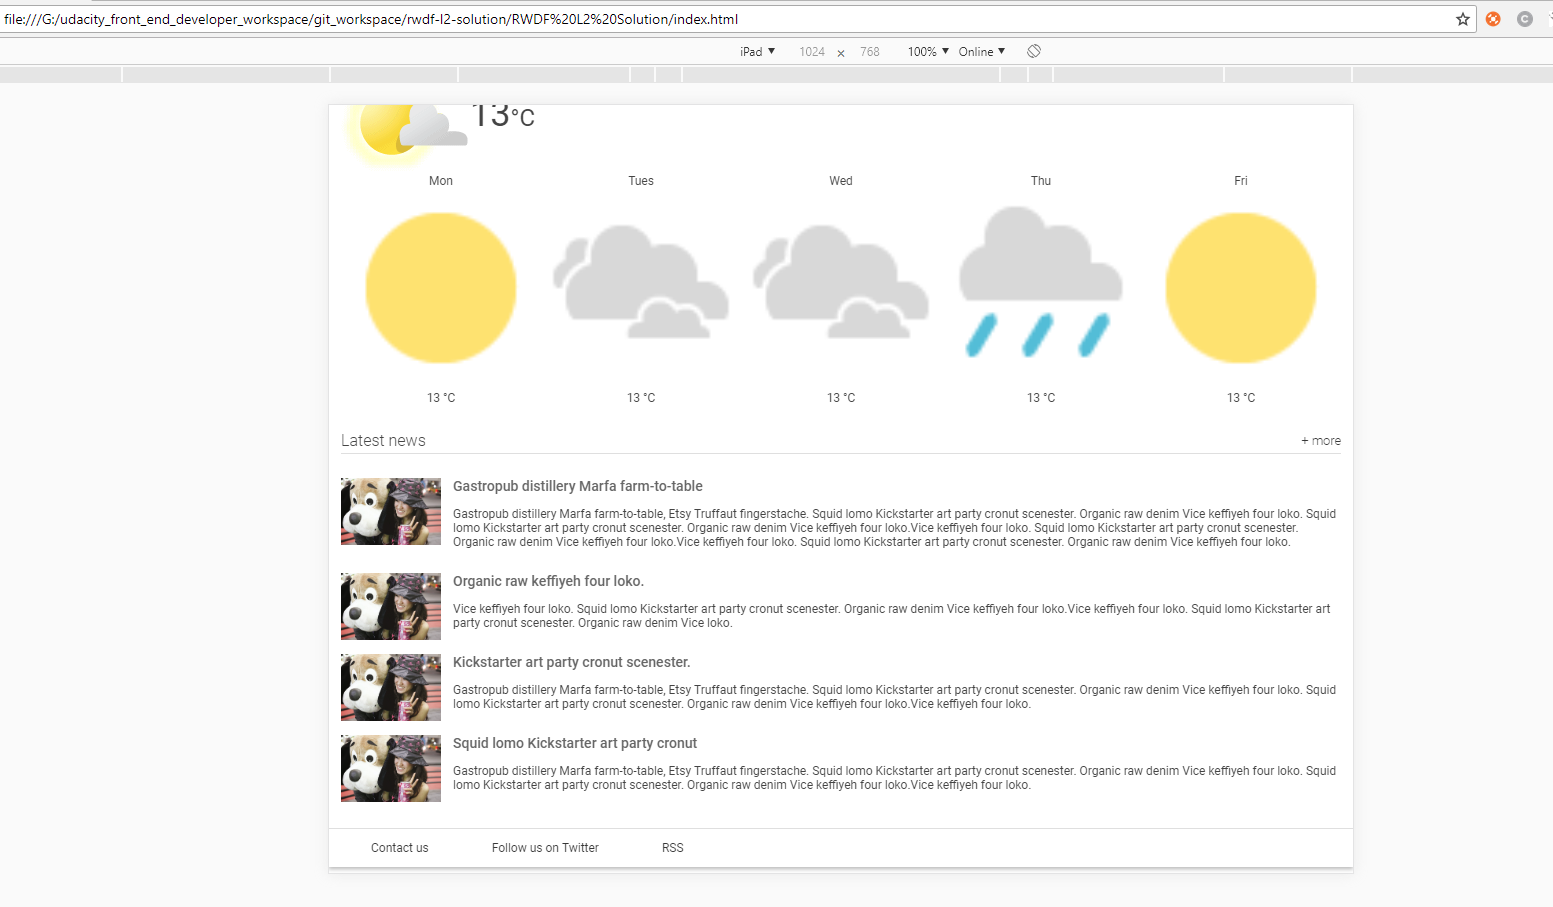 file:///G:/udacity_front_end_developer_workspace/git_workspace/rwdf-l2-solution/RWDF%20L2%20Solution/index.html
iPad ▼ 1024 x 768 100% ▼ Online ▼
13°C
Mon Tues Wed Thu Fri
13 °C 13 °C 13 °C 13 °C 13 °C
Latest news + more
Gastropub distillery Marfa farm-to-table
Gastropub distillery Marfa farm-to-table, Etsy Truffaut fingerstache. Squid lomo Kickstarter art party cronut scenester. Organic raw denim Vice keffiyeh four loko. Squid
lomo Kickstarter art party cronut scenester. Organic raw denim Vice keffiyeh four loko.Vice keffiyeh four loko. Squid lomo Kickstarter art party cronut scenester.
Organic raw denim Vice keffiyeh four loko.Vice keffiyeh four loko. Squid lomo Kickstarter art party cronut scenester. Organic raw denim Vice keffiyeh four loko.
Organic raw keffiyeh four loko.
Vice keffiyeh four loko. Squid lomo Kickstarter art party cronut scenester. Organic raw denim Vice keffiyeh four loko.Vice keffiyeh four loko. Squid lomo Kickstarter art
party cronut scenester. Organic raw denim Vice loko.
Kickstarter art party cronut scenester.
Gastropub distillery Marfa farm-to-table, Etsy Truffaut fingerstache. Squid lomo Kickstarter art party cronut scenester. Organic raw denim Vice keffiyeh four loko. Squid
lomo Kickstarter art party cronut scenester. Organic raw denim Vice keffiyeh four loko.Vice keffiyeh four loko.
Squid lomo Kickstarter art party cronut
Gastropub distillery Marfa farm-to-table, Etsy Truffaut fingerstache. Squid lomo Kickstarter art party cronut scenester. Organic raw denim Vice keffiyeh four loko. Squid
lomo Kickstarter art party cronut scenester. Organic raw denim Vice keffiyeh four loko.Vice keffiyeh four loko.
Contact us Follow us on Twitter RSS